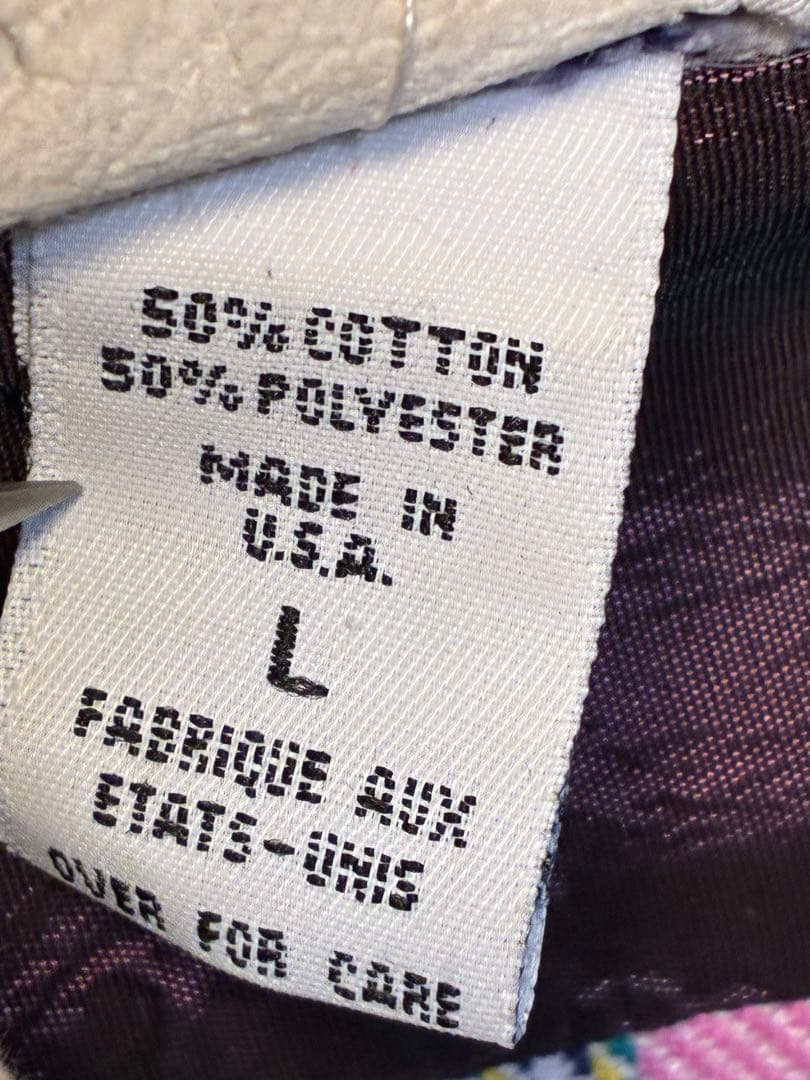 50% COTTON
50% POLYESTER
MADE IN
U.S.A.
L
FABRIQUE AUX
ETATS-UNIS
OVER FOR CARE